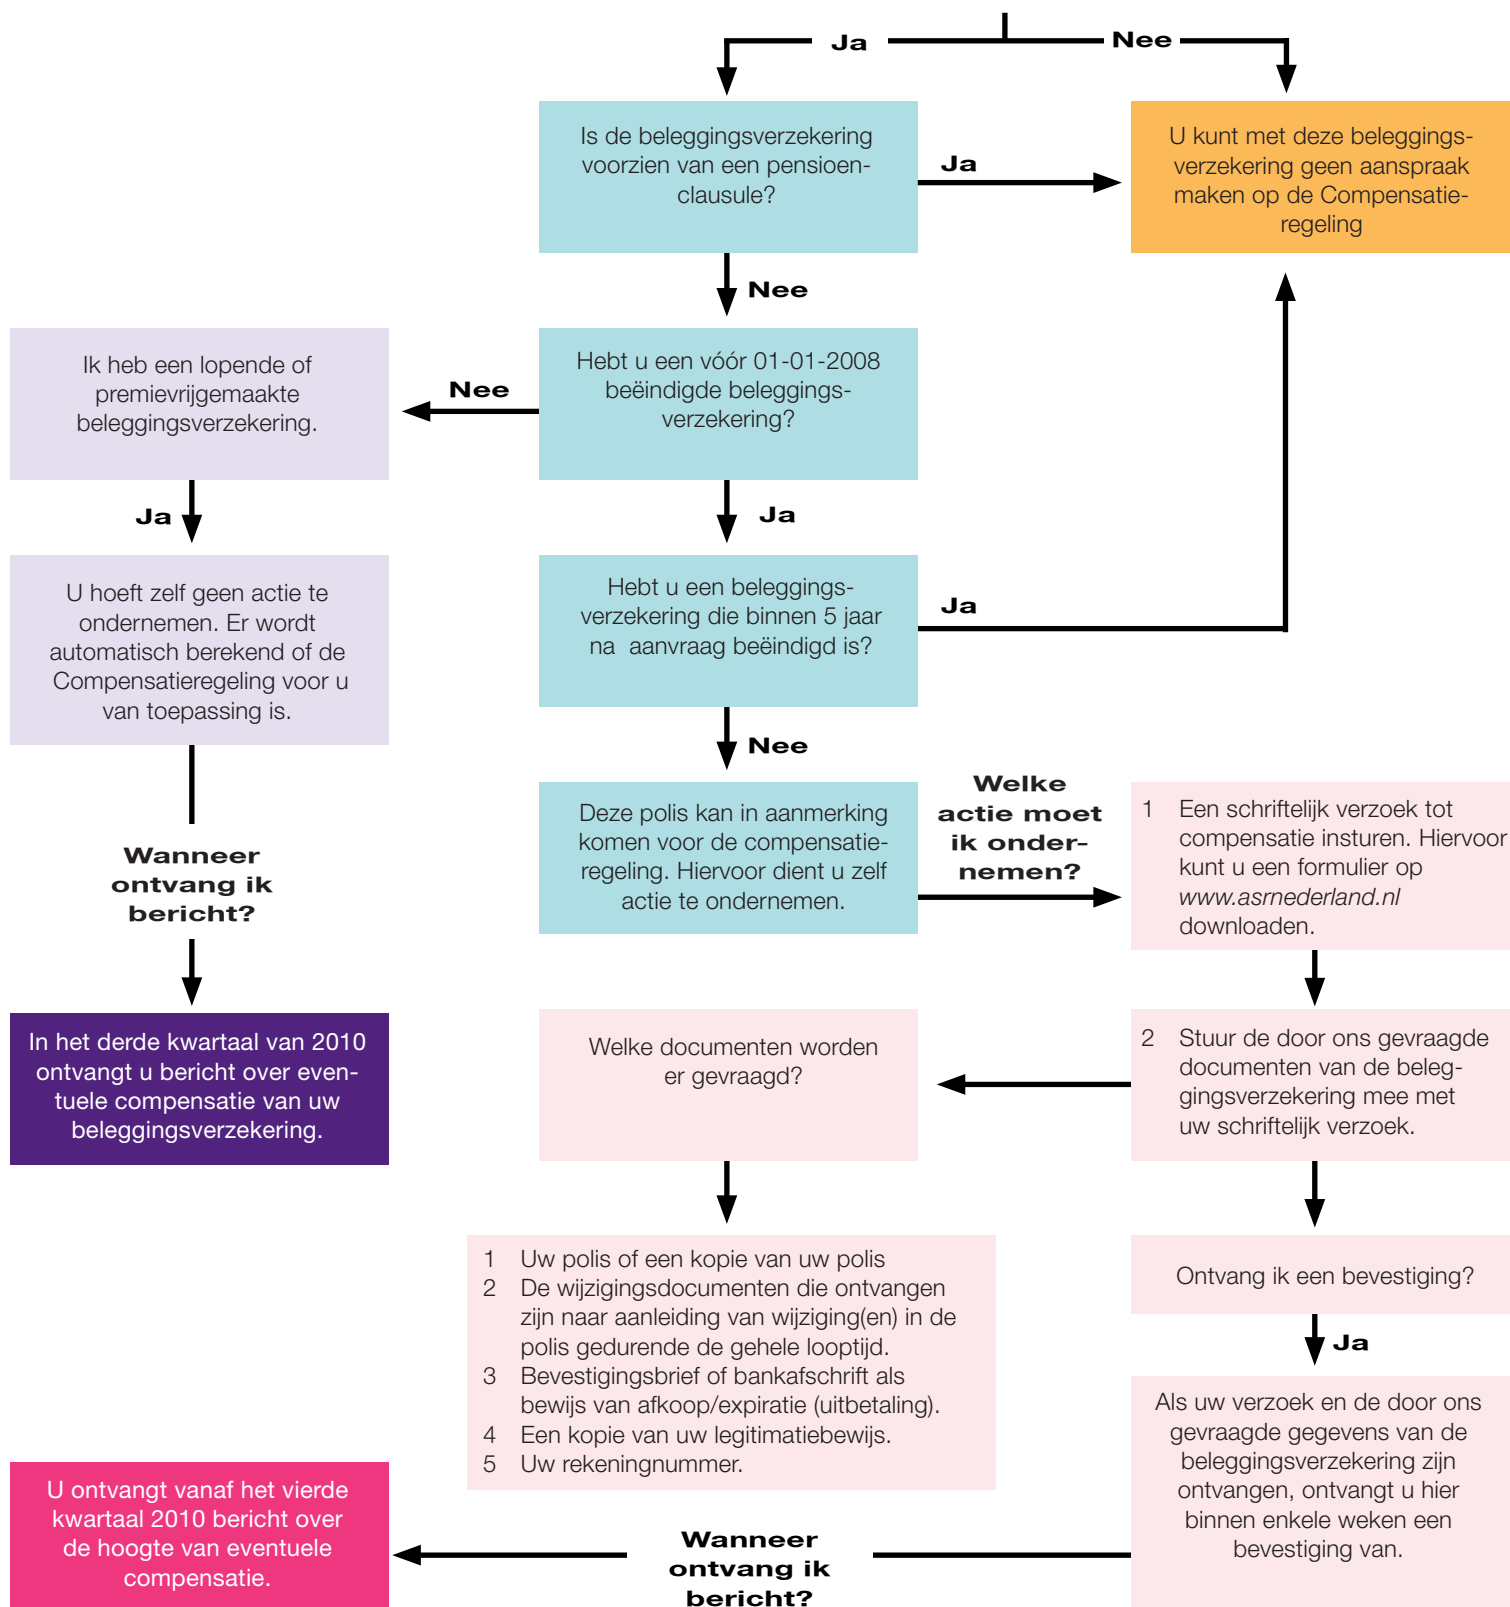 Ja
Nee
Is de beleggingsverzekering
voorzien van een pensioen-
clausule?
Ja
U kunt met deze beleggings-
verzekering geen aanspraak
maken op de Compensatie-
regeling
Nee
Ik heb een lopende of
premievrijgemaakte
beleggingsverzekering.
Nee
Hebt u een vóór 01-01-2008
beëindigde beleggings-
verzekering?
Ja
Ja
U hoeft zelf geen actie te
ondernemen. Er wordt
automatisch berekend of de
Compensatieregeling voor u
van toepassing is.
Hebt u een beleggings-
verzekering die binnen 5 jaar
na aanvraag beëindigd is?
Ja
Nee
Wanneer
ontvang ik
bericht?
Deze polis kan in aanmerking
komen voor de compensatie-
regeling. Hiervoor dient u zelf
actie te ondernemen.
Welke
actie moet
ik onder-
nemen?
1 Een schriftelijk verzoek tot
compensatie insturen. Hiervoor
kunt u een formulier op
www.asrnederland.nl
downloaden.
In het derde kwartaal van 2010
ontvangt u bericht over even-
tuele compensatie van uw
beleggingsverzekering.
Welke documenten worden
er gevraagd?
2 Stuur de door ons gevraagde
documenten van de beleg-
gingsverzekering mee met
uw schriftelijk verzoek.
1 Uw polis of een kopie van uw polis
2 De wijzigingsdocumenten die ontvangen
zijn naar aanleiding van wijziging(en) in de
polis gedurende de gehele looptijd.
3 Bevestigingsbrief of bankafschrift als
bewijs van afkoop/expiratie (uitbetaling).
4 Een kopie van uw legitimatiebewijs.
5 Uw rekeningnummer.
Ontvang ik een bevestiging?
Ja
Als uw verzoek en de door ons
gevraagde gegevens van de
beleggingsverzekering zijn
ontvangen, ontvangt u hier
binnen enkele weken een
bevestiging van.
Wanneer
ontvang ik
bericht?
U ontvangt vanaf het vierde
kwartaal 2010 bericht over
de hoogte van eventuele
compensatie.